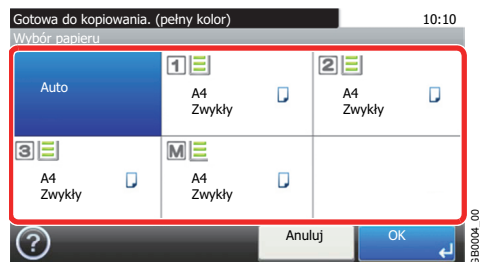 Gotowa do kopiowania. (pełny kolor) 10:10
Wybór papieru
Auto
1
A4
Zwykły
2
A4
Zwykły
3
A4
Zwykły
M
A4
Zwykły
?
Anuluj
OK
GB0004_00